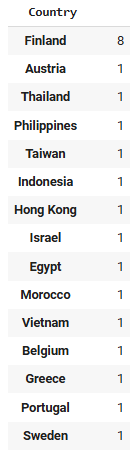 Country
Finland 8
Austria 1
Thailand 1
Philippines 1
Taiwan 1
Indonesia 1
Hong Kong 1
Israel 1
Egypt 1
Morocco 1
Vietnam 1
Belgium 1
Greece 1
Portugal 1
Sweden 1